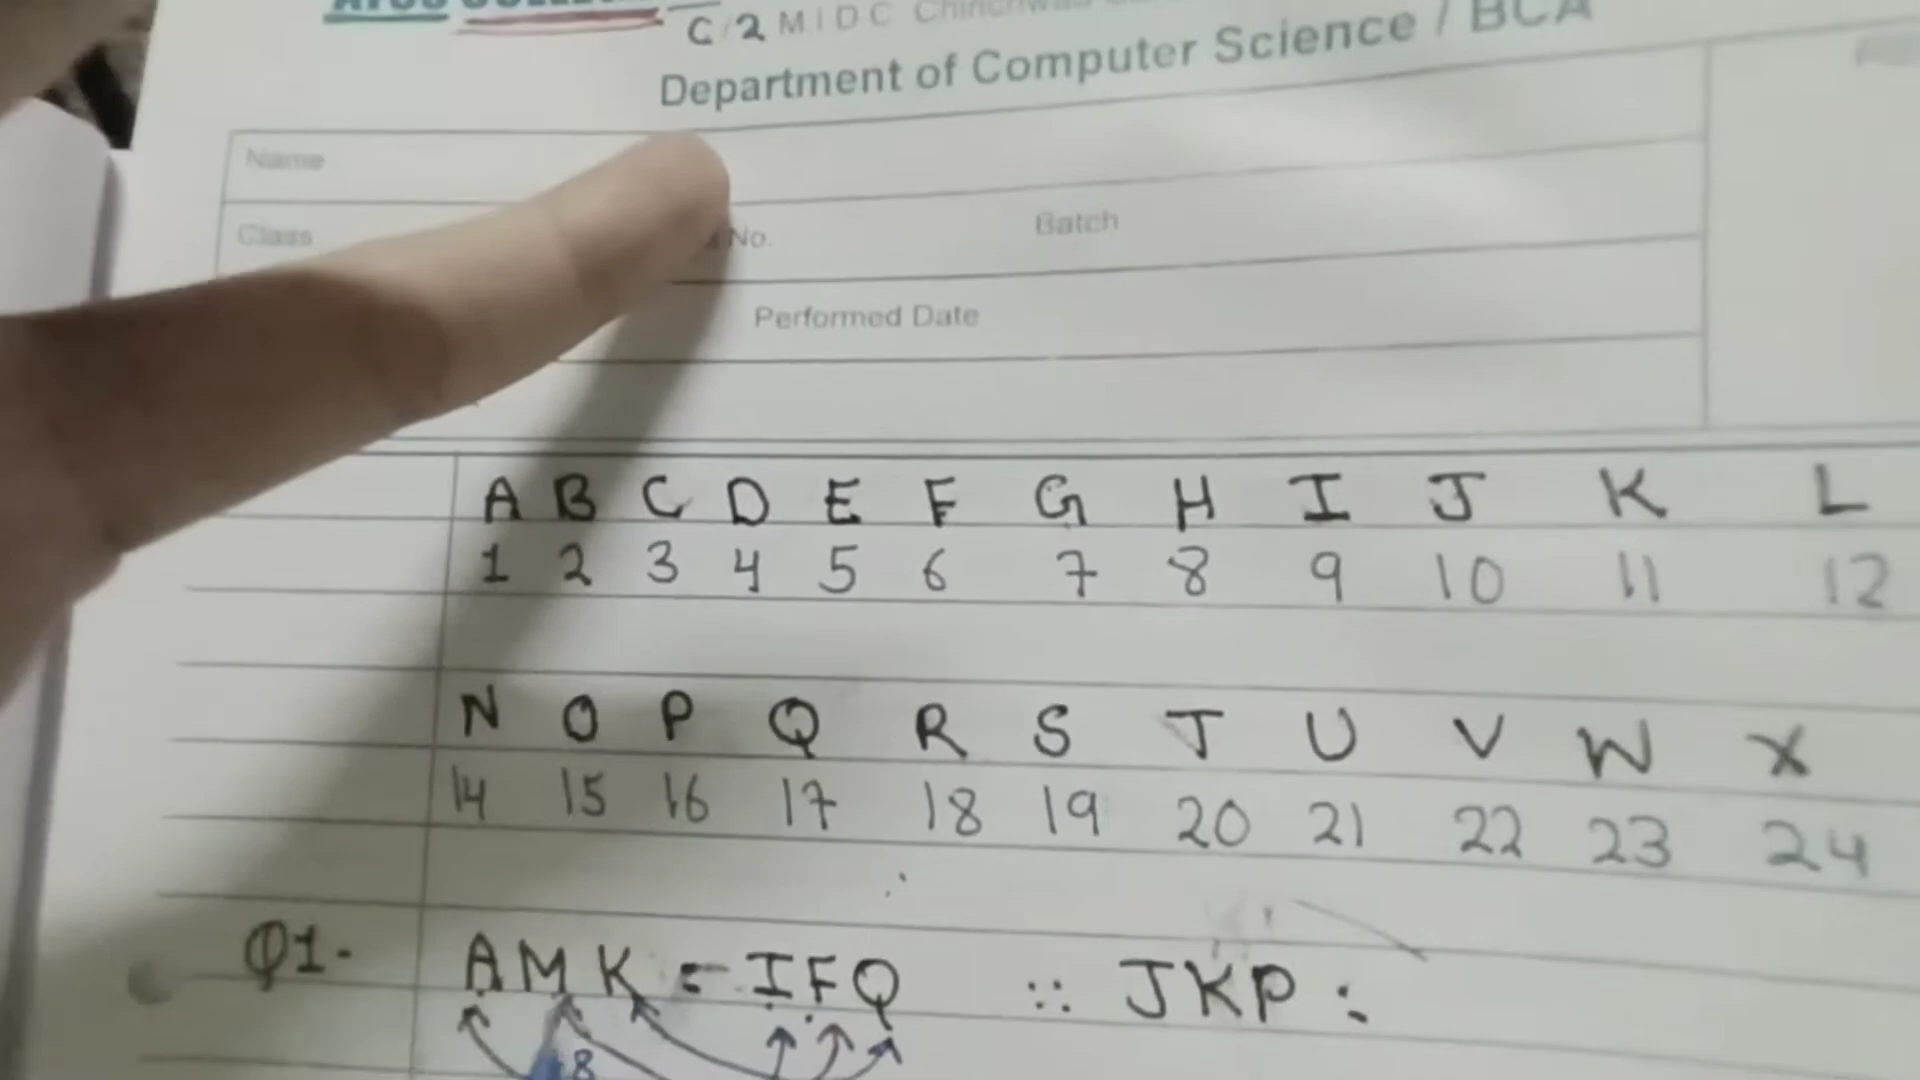 C/2 MIDC Chinchwad
Department of Computer Science / BCA
Name
Class No. Batch
Performed Date
A B C D E F G H I J K L
1 2 3 4 5 6 7 8 9 10 11 12
N O P Q R S T U V W X
14 15 16 17 18 19 20 21 22 23 24
Q1- AMK = IFQ :: JKP :
8